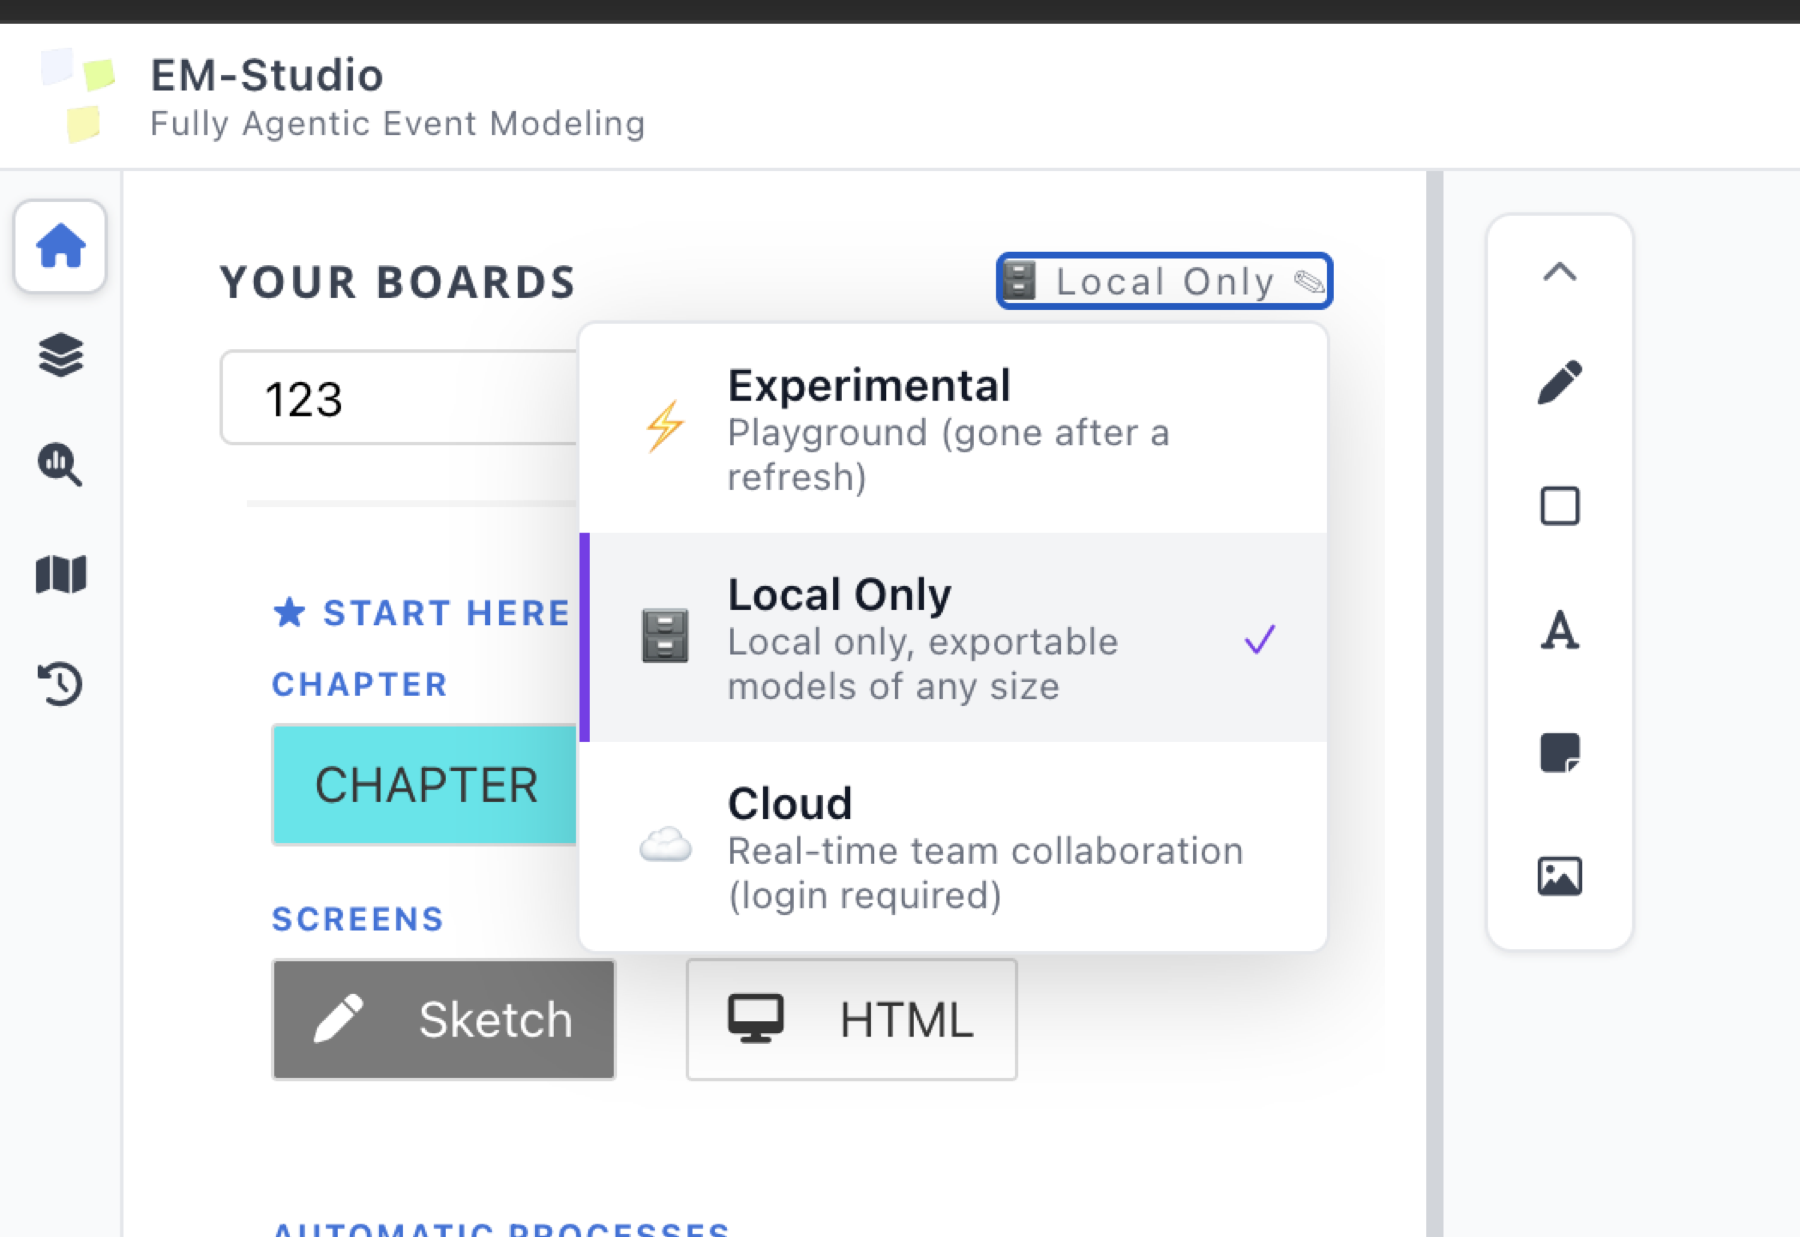 EM-Studio
Fully Agentic Event Modeling
YOUR BOARDS
Local Only
123
Experimental
Playground (gone after a
refresh)
Local Only
Local only, exportable
models of any size
Cloud
Real-time team collaboration
(login required)
START HERE
CHAPTER
CHAPTER
SCREENS
Sketch
HTML
AUTOMATIC PROCESSES
A